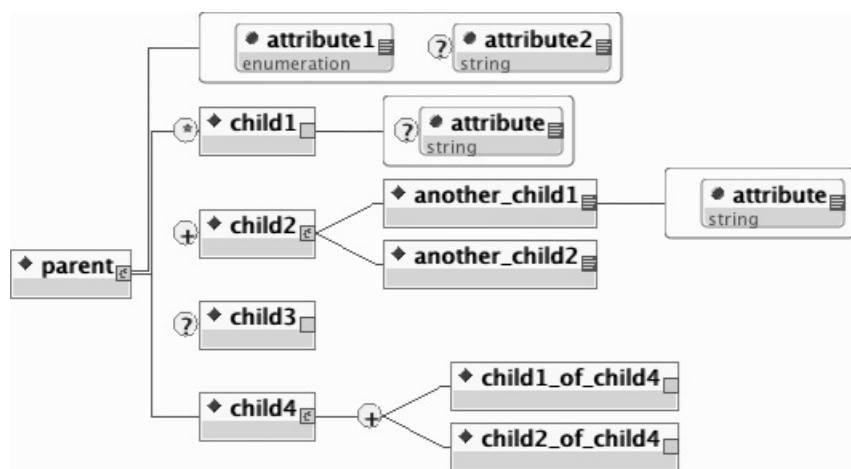 attribute1
enumeration
? attribute2
string
* child1
? attribute
string
+ child2
another_child1
attribute
string
another_child2
parent
? child3
child4
+
child1_of_child4
child2_of_child4